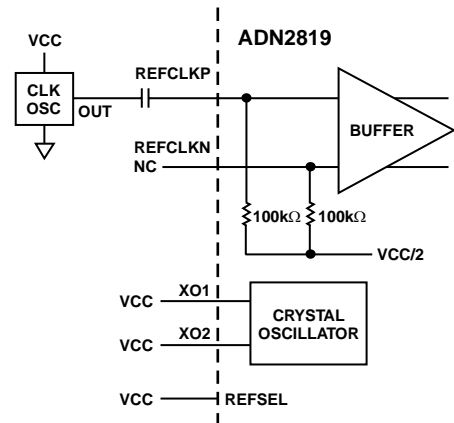 ADN2819
VCC
CLK
OSC
OUT
REFCLKP
REFCLKN
NC
BUFFER
100kΩ
100kΩ
VCC/2
VCC
XO1
VCC
XO2
CRYSTAL
OSCILLATOR
VCC
REFSEL